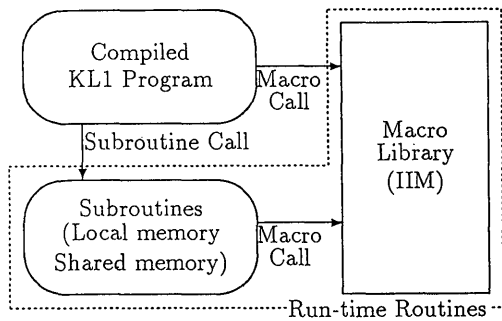 Compiled
KL1 Program
Macro
Call
Subroutine Call
Macro
Library
(IIM)
Subroutines
(Local memory
Shared memory)
Macro
Call
Run-time Routines